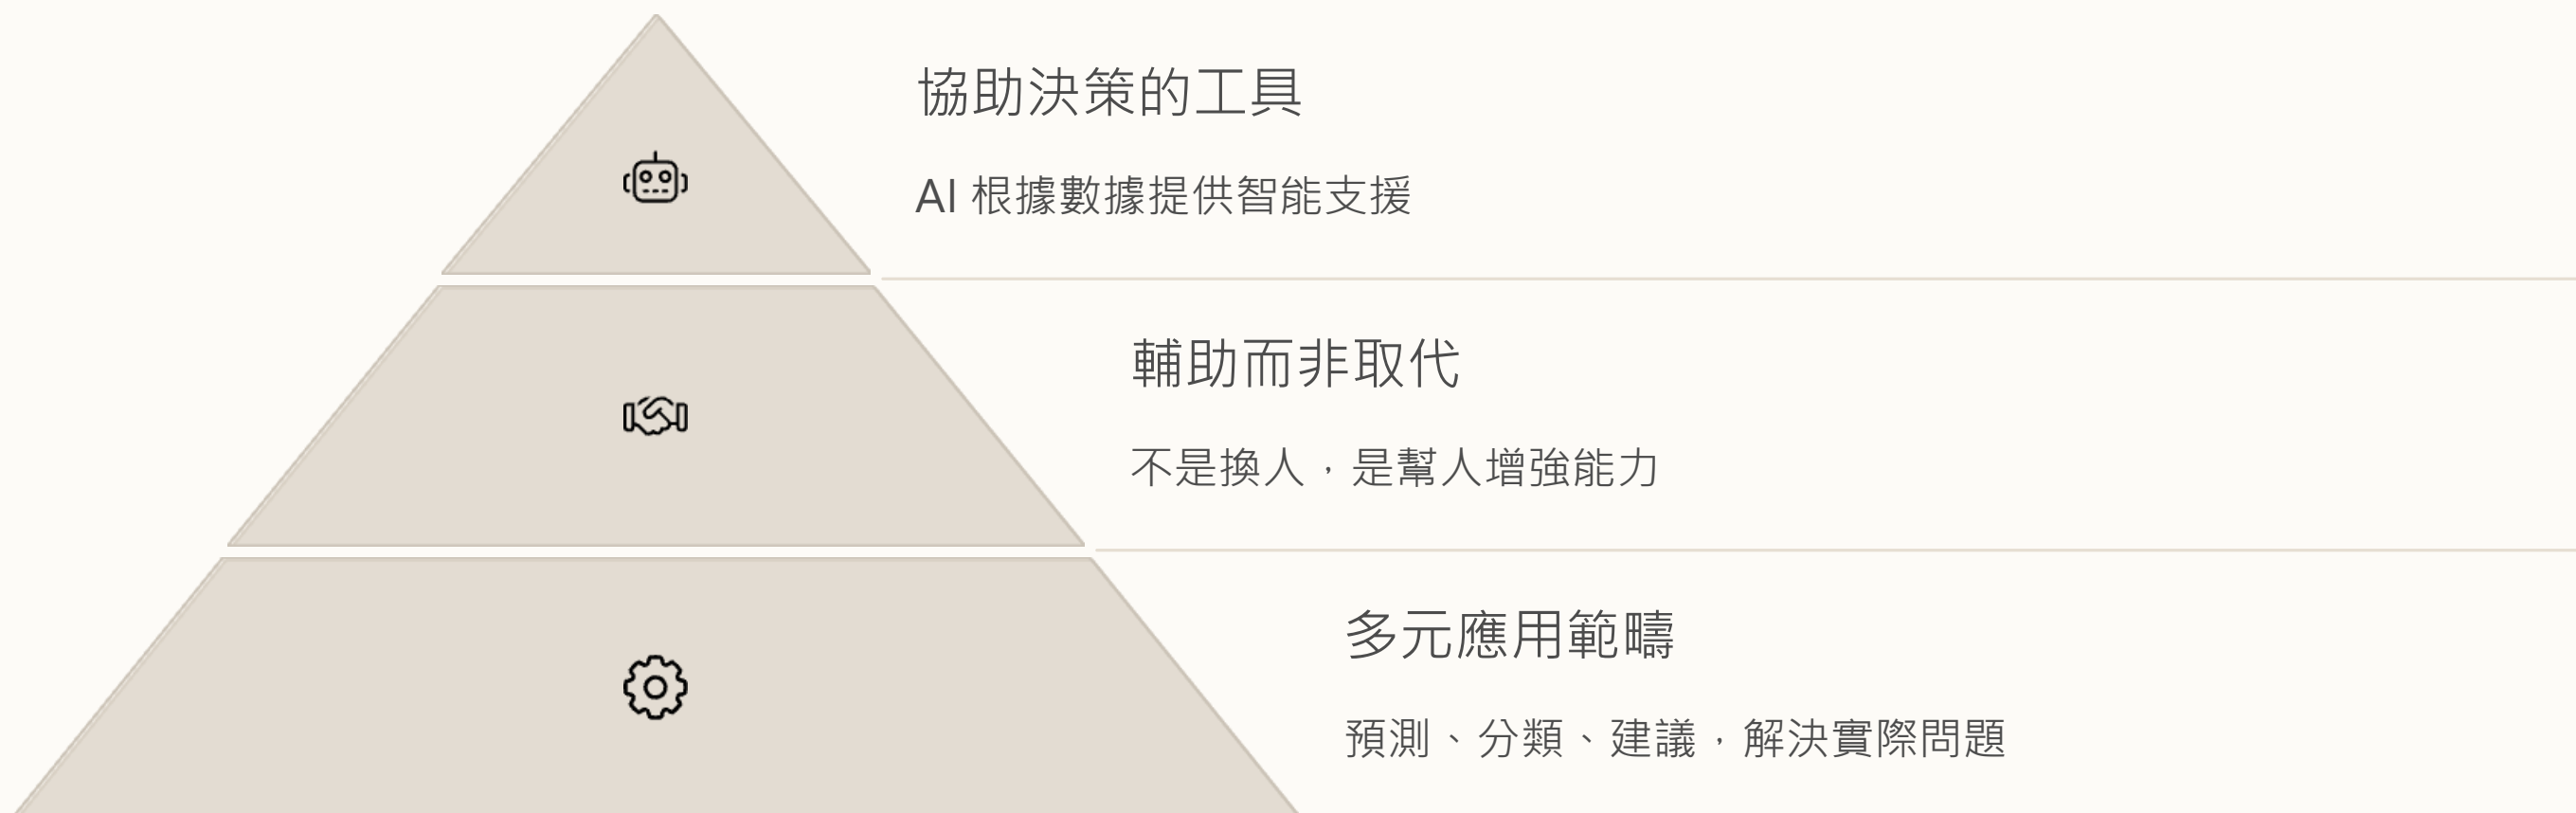 協助決策的工具
AI 根據數據提供智能支援
輔助而非取代
不是換人，是幫人增強能力
多元應用範疇
預測、分類、建議，解決實際問題